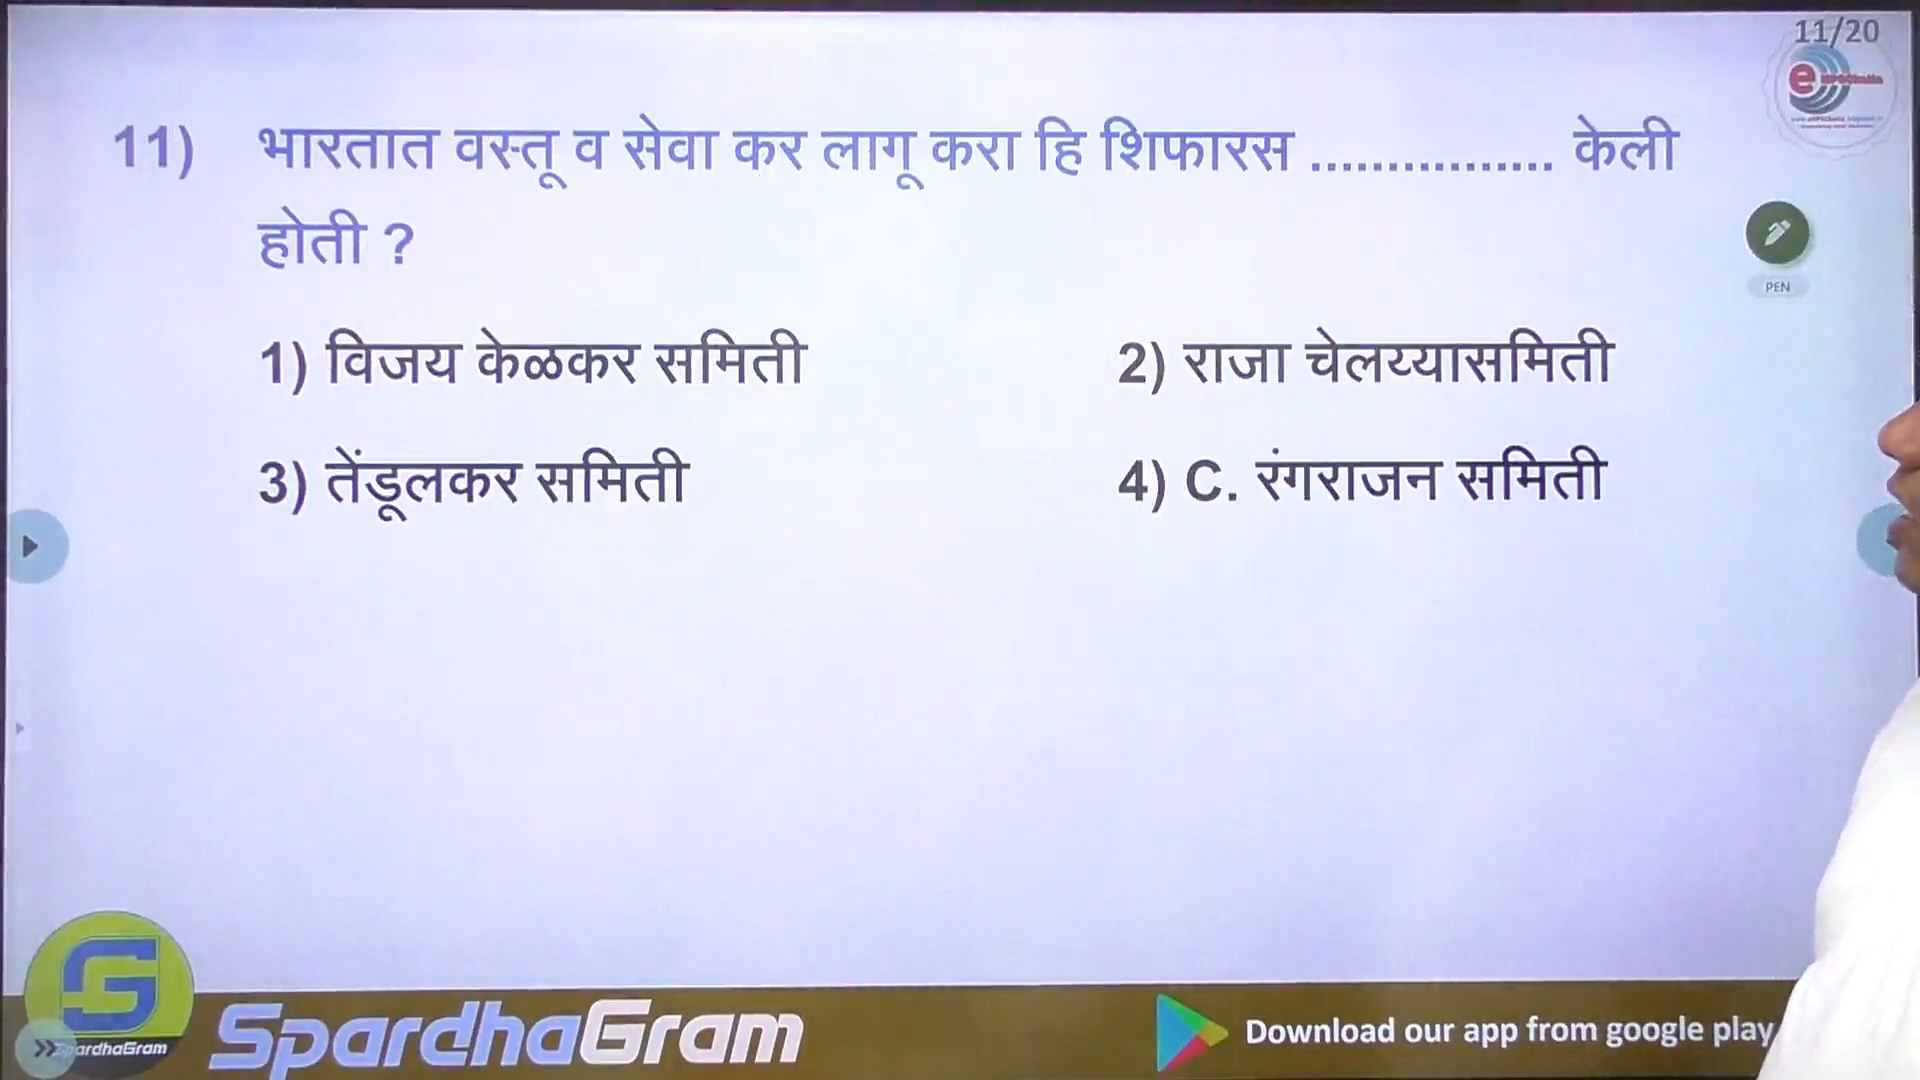 11/20
11) भारतात वस्तू व सेवा कर लागू करा हि शिफारस ................ केली
होती ?
PEN
1) विजय केळकर समिती
2) राजा चेलय्यासमिती
3) तेंडूलकर समिती
4) C. रंगराजन समिती
SpardhaGram
Download our app from google play